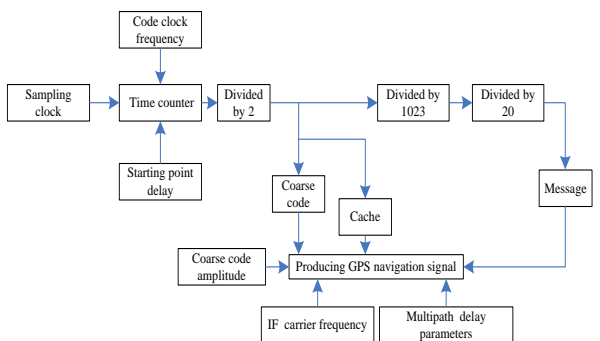 Code clock
frequency
Sampling
clock
Time counter
Divided
by 2
Divided by
1023
Divided by
20
Starting point
delay
Coarse
code
Cache
Message
Coarse code
amplitude
Producing GPS navigation signal
IF carrier frequency
Multipath delay
parameters